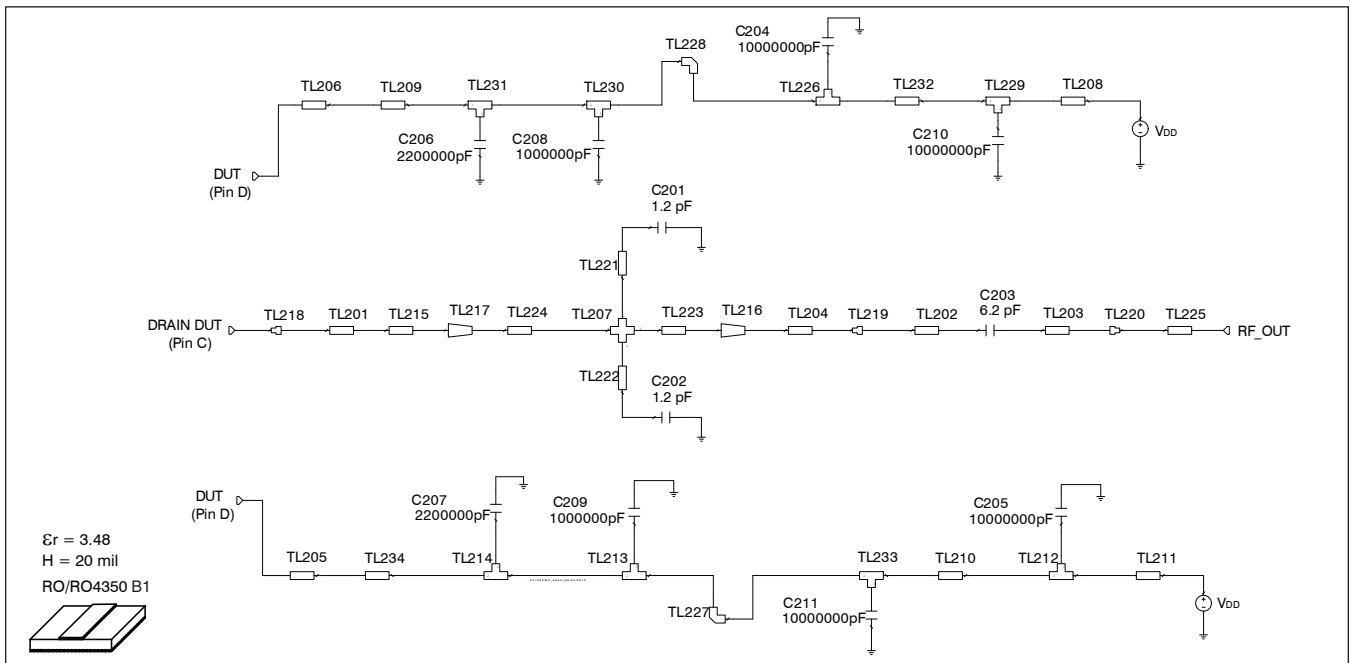 C204
10000000pF
TL228
TL206
TL209
TL231
TL230
TL226
TL232
TL229
TL208
C206
2200000pF
C208
1000000pF
C210
10000000pF
VDD
DUT
(Pin D)
C201
1.2 pF
TL221
DRAIN DUT
(Pin C)
TL218
TL201
TL215
TL217
TL224
TL207
TL223
TL216
TL204
TL219
TL202
C203
6.2 pF
TL203
TL220
TL225
RF_OUT
TL222
C202
1.2 pF
DUT
(Pin D)
C207
2200000pF
C209
1000000pF
C205
10000000pF
TL205
TL234
TL214
TL213
TL227
TL233
TL210
TL212
TL211
C211
10000000pF
VDD
Ɛr = 3.48
H = 20 mil
RO/RO4350 B1